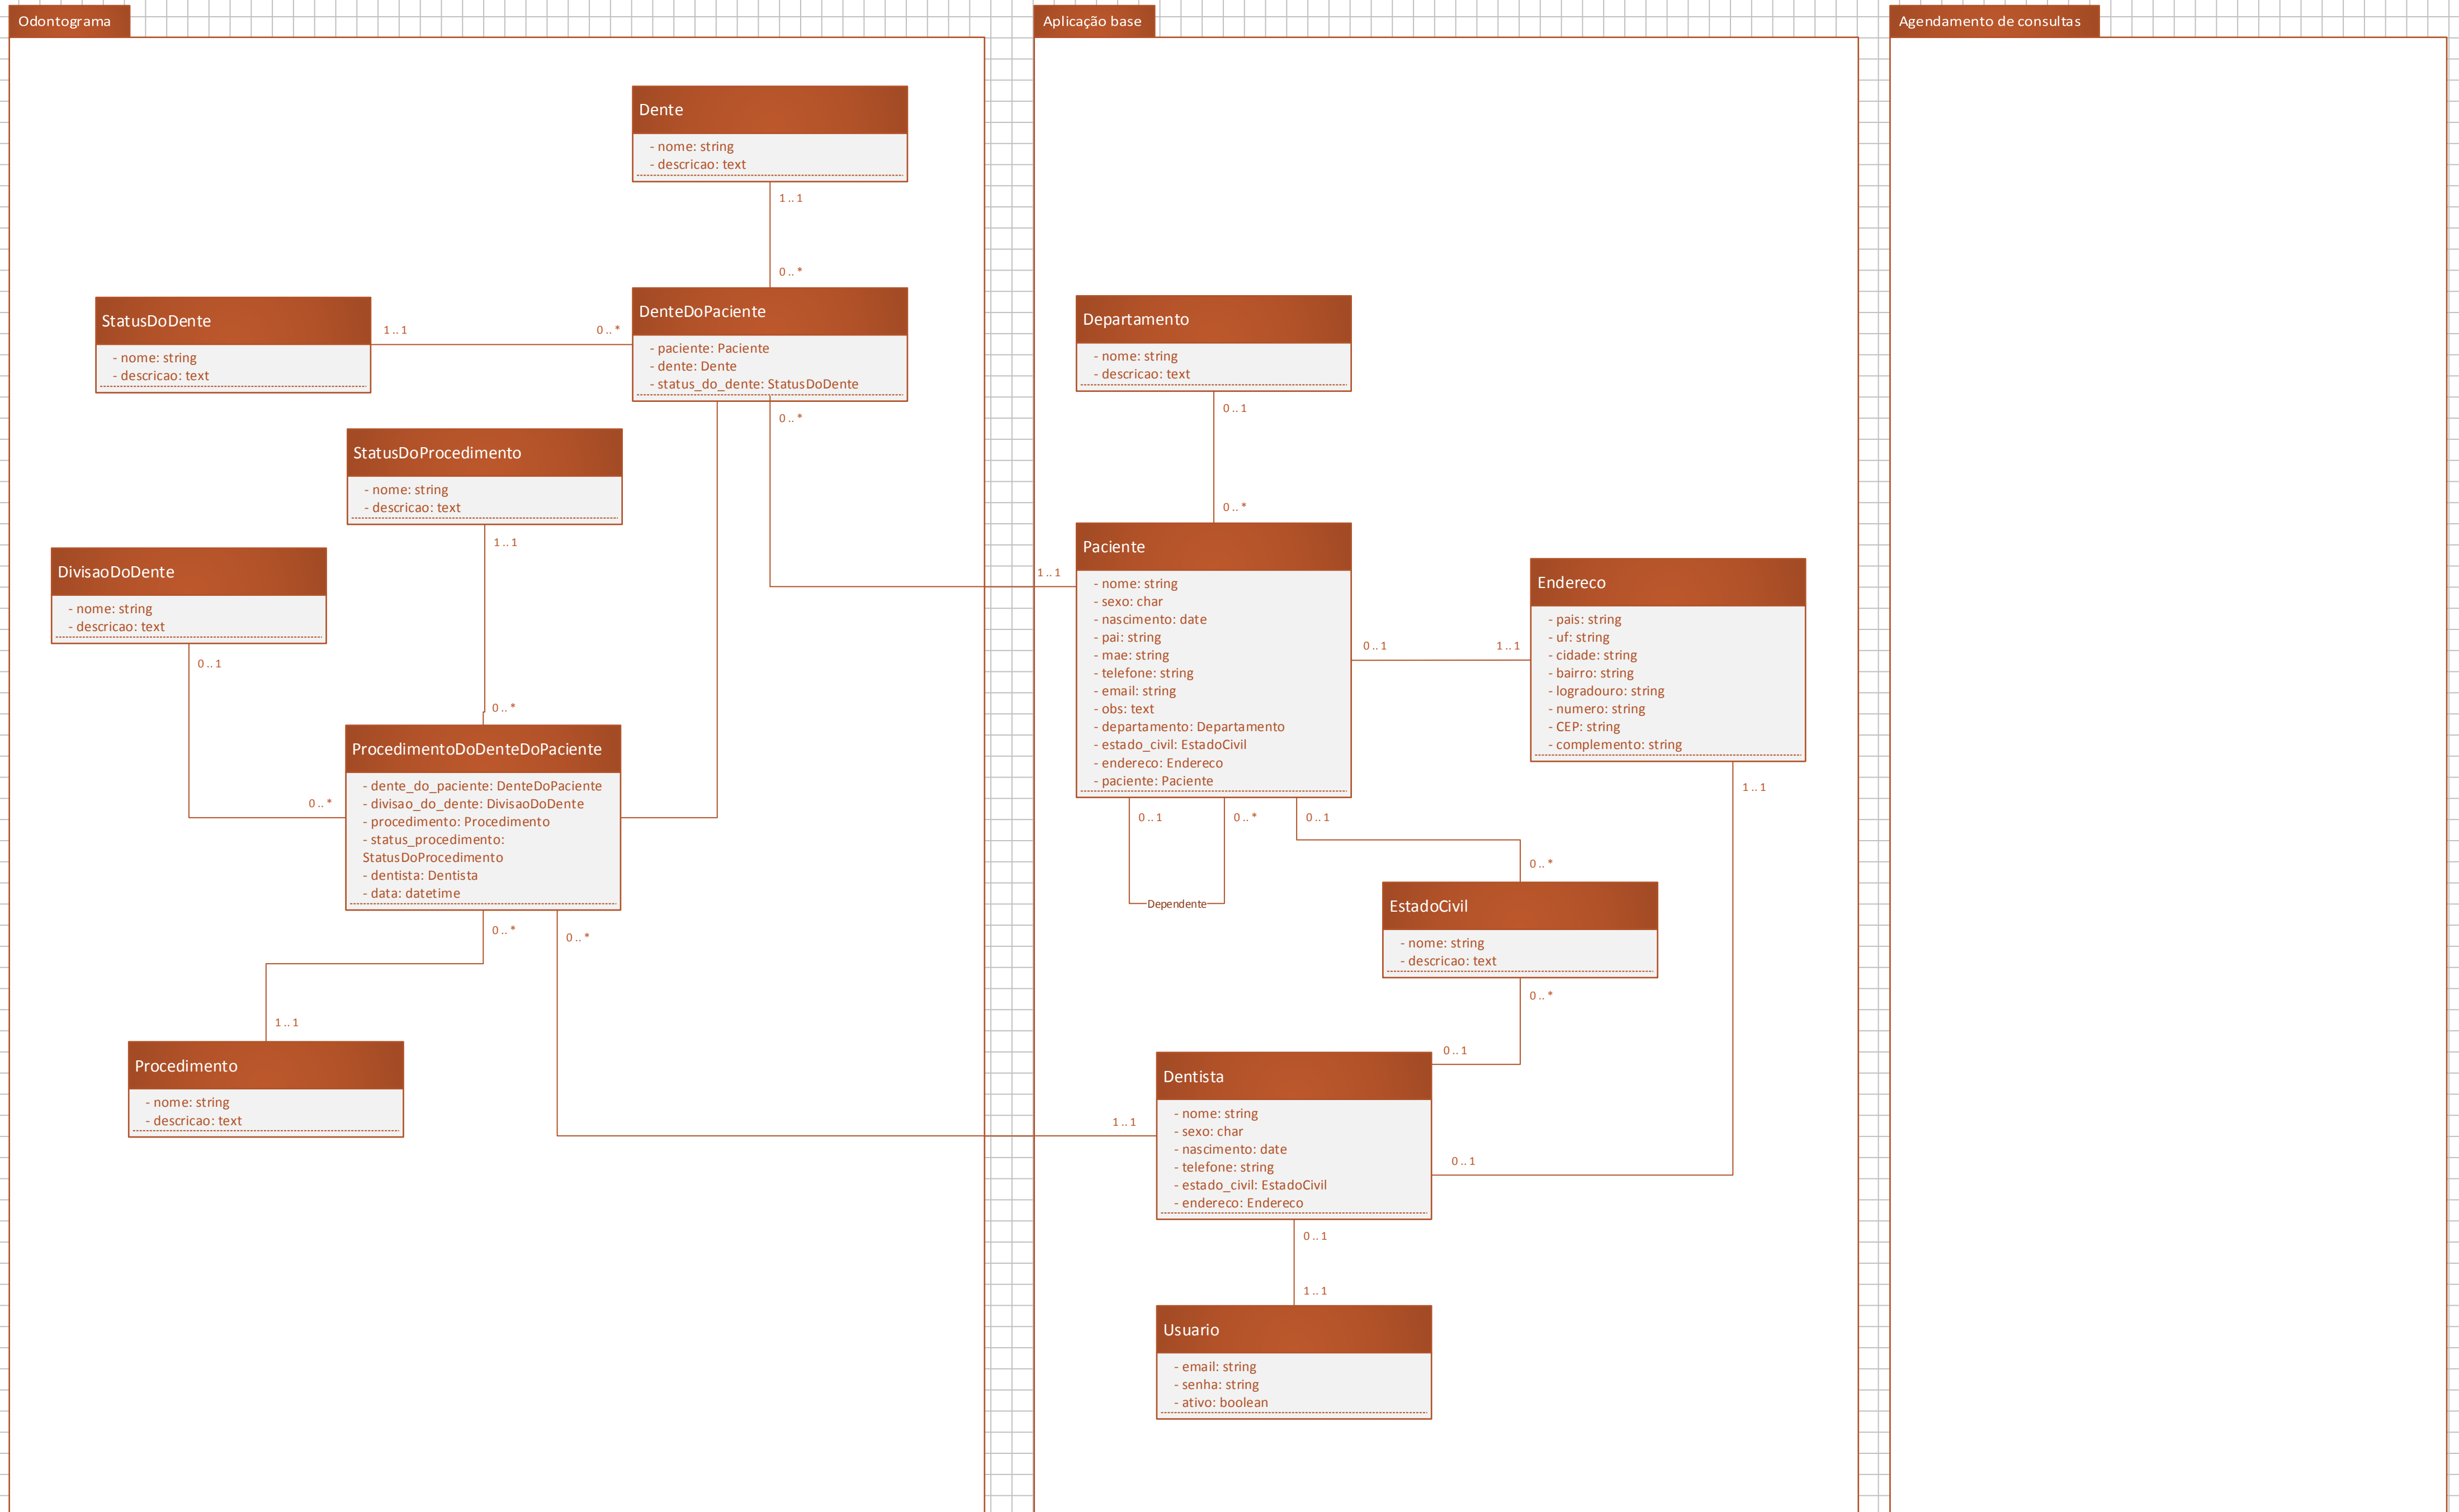 Odontograma
Dente
- nome: string
- descricao: text
1..1
0..*
StatusDoDente
- nome: string
- descricao: text
1..1
0..*
DenteDoPaciente
- paciente: Paciente
- dente: Dente
- status_do_dente: StatusDoDente
0..*
StatusDoProcedimento
- nome: string
- descricao: text
1..1
DivisaoDoDente
- nome: string
- descricao: text
0..1
0..*
0..*
ProcedimentoDoDenteDoPaciente
- dente_do_paciente: DenteDoPaciente
- divisao_do_dente: DivisaoDoDente
- procedimento: Procedimento
- status_procedimento:
StatusDoProcedimento
- dentista: Dentista
- data: datetime
0..*
0..*
1..1
Procedimento
- nome: string
- descricao: text
Aplicação base
Departamento
- nome: string
- descricao: text
0..1
0..*
1..1
Paciente
- nome: string
- sexo: char
- nascimento: date
- pai: string
- mae: string
- telefone: string
- email: string
- obs: text
- departamento: Departamento
- estado_civil: EstadoCivil
- endereco: Endereco
- paciente: Paciente
0..1
1..1
Endereco
- pais: string
- uf: string
- cidade: string
- bairro: string
- logradouro: string
- numero: string
- CEP: string
- complemento: string
1..1
0..1
0..*
0..1
Dependente
0..*
EstadoCivil
- nome: string
- descricao: text
0..*
0..1
1..1
Dentista
- nome: string
- sexo: char
- nascimento: date
- telefone: string
- estado_civil: EstadoCivil
- endereco: Endereco
0..1
0..1
1..1
Usuario
- email: string
- senha: string
- ativo: boolean
Agendamento de consultas